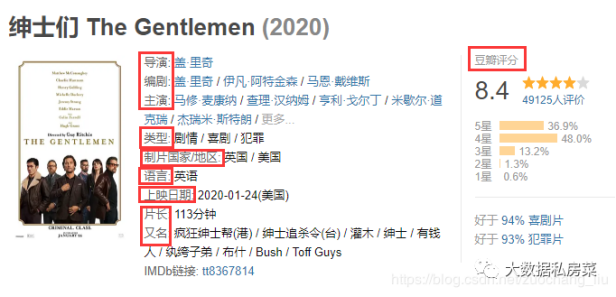 绅士们 The Gentlemen (2020)
导演: 盖·里奇
编剧: 盖·里奇 / 伊凡·阿特金森 / 马恩·戴维斯
主演: 马修·麦康纳 / 查理·汉纳姆 / 亨利·戈尔丁 / 米歇尔·道
克瑞 / 杰瑞米·斯特朗 / 更多...
类型: 剧情 / 喜剧 / 犯罪
制片国家/地区: 英国 / 美国
语言: 英语
上映日期: 2020-01-24(美国)
片长: 113分钟
又名: 疯狂绅士帮(港) / 绅士追杀令(台) / 灌木 / 绅士 / 有钱
人 / 纨绔子弟 / 布什 / Bush / Toff Guys
IMDb链接: tt8367814
豆瓣评分
8.4
49125人评价
5星 36.9%
4星 48.0%
3星 13.2%
2星 1.3%
1星 0.6%
好于 94% 喜剧片
好于 93% 犯罪片
THE GENTLEMEN
CRIMINAL. CLASS.
大数据私房菜